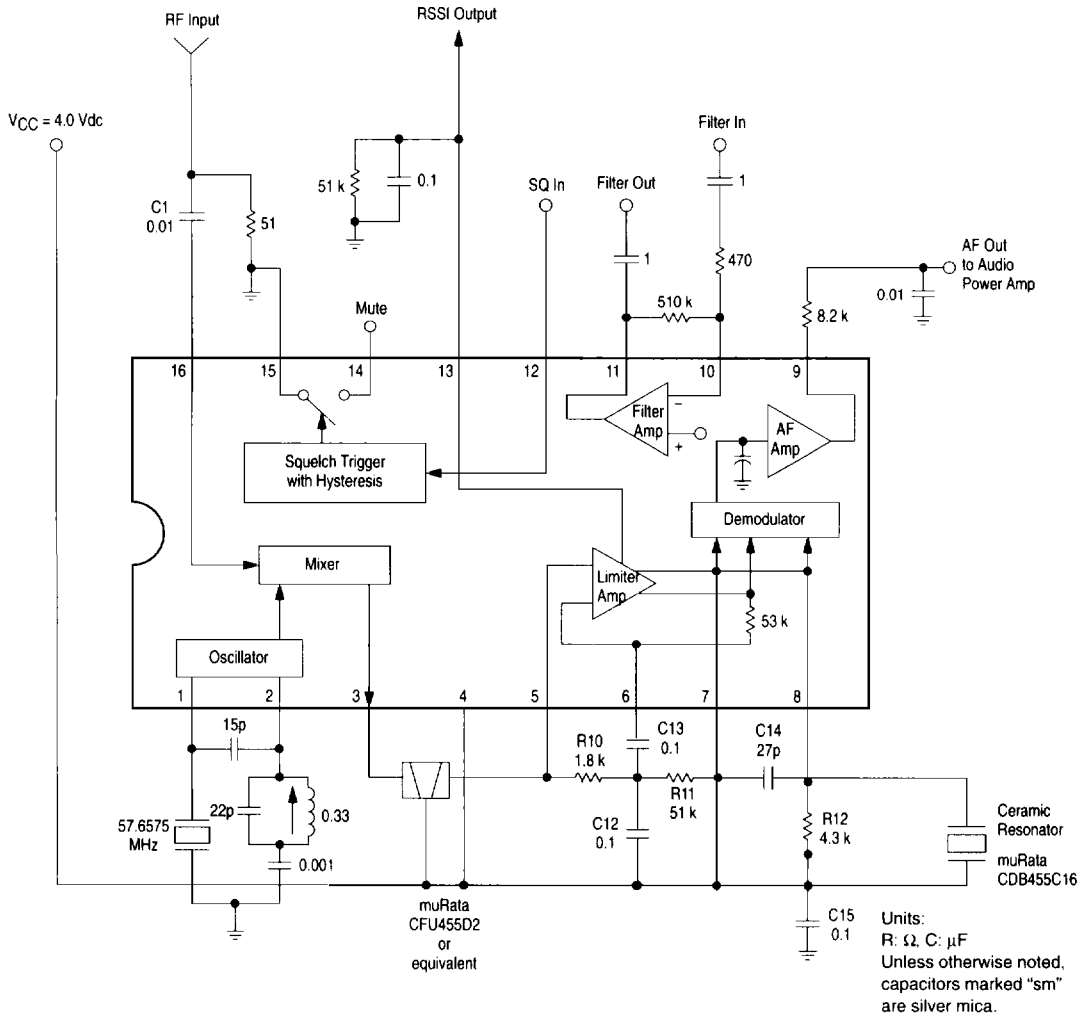 RF Input
RSSI Output
VCC = 4.0 Vdc
Filter In
51 k
0.1
SQ In
Filter Out
1
C1
0.01
51
1
470
AF Out
to Audio
Power Amp
0.01
Mute
510 k
8.2 k
16
15
14
13
12
11
10
9
Filter
Amp
–
+
AF
Amp
Squelch Trigger
with Hysteresis
Demodulator
Mixer
Limiter
Amp
53 k
Oscillator
1
2
3
4
5
6
7
8
15p
C13
0.1
C14
27p
R10
1.8 k
R11
51 k
22p
0.33
57.6575
MHz
C12
0.1
R12
4.3 k
Ceramic
Resonator
muRata
CDB455C16
0.001
muRata
CFU455D2
or
equivalent
C15
0.1
Units:
R: Ω, C: μF
Unless otherwise noted,
capacitors marked “sm”
are silver mica.